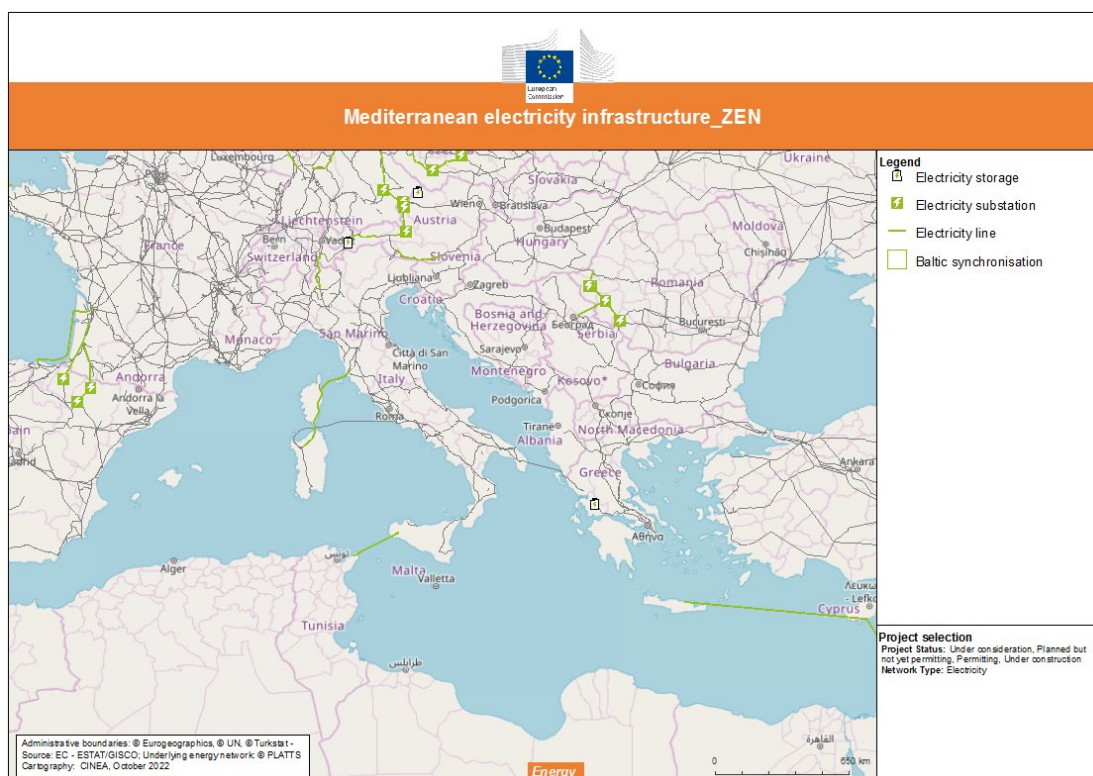 European
Commission
Mediterranean electricity infrastructure_ZEN
Luxembourg
Ukraine
Slovakia
Wien
Bratislava
Liechtenstein
Austria
Moldova
France
Bern
Budapest
Hungary
Chișinău
Switzerland
Slovenia
Ljubljana
Romania
Zagreb
Croatia
Bosnia and
Herzegovina
Београд
București
San Marino
Serbia
Monaco
Città di San
Marino
Sarajevo
Bulgaria
Andorra
Italy
Montenegro
Kosovo*
София
Andorra la
Vella
Podgorica
Roma
Скопје
Tirane
North Macedonia
Albania
Ankara
Greece
Αθήνα
تونس
Alger
Malta
Valletta
Cyprus
Tunisia
طرابلس
القاهرة
Legend
Electricity storage
Electricity substation
Electricity line
Baltic synchronisation
Project selection
Project Status: Under consideration, Planned but
not yet permitting, Permitting, Under construction
Network Type: Electricity
Administrative boundaries: © Eurogeographics, © UN, © Turkstat -
Source: EC - ESTAT/GISCO; Underlying energy network: © PLATTS
Cartography: CINEA, October 2022
Energy
0 650 km